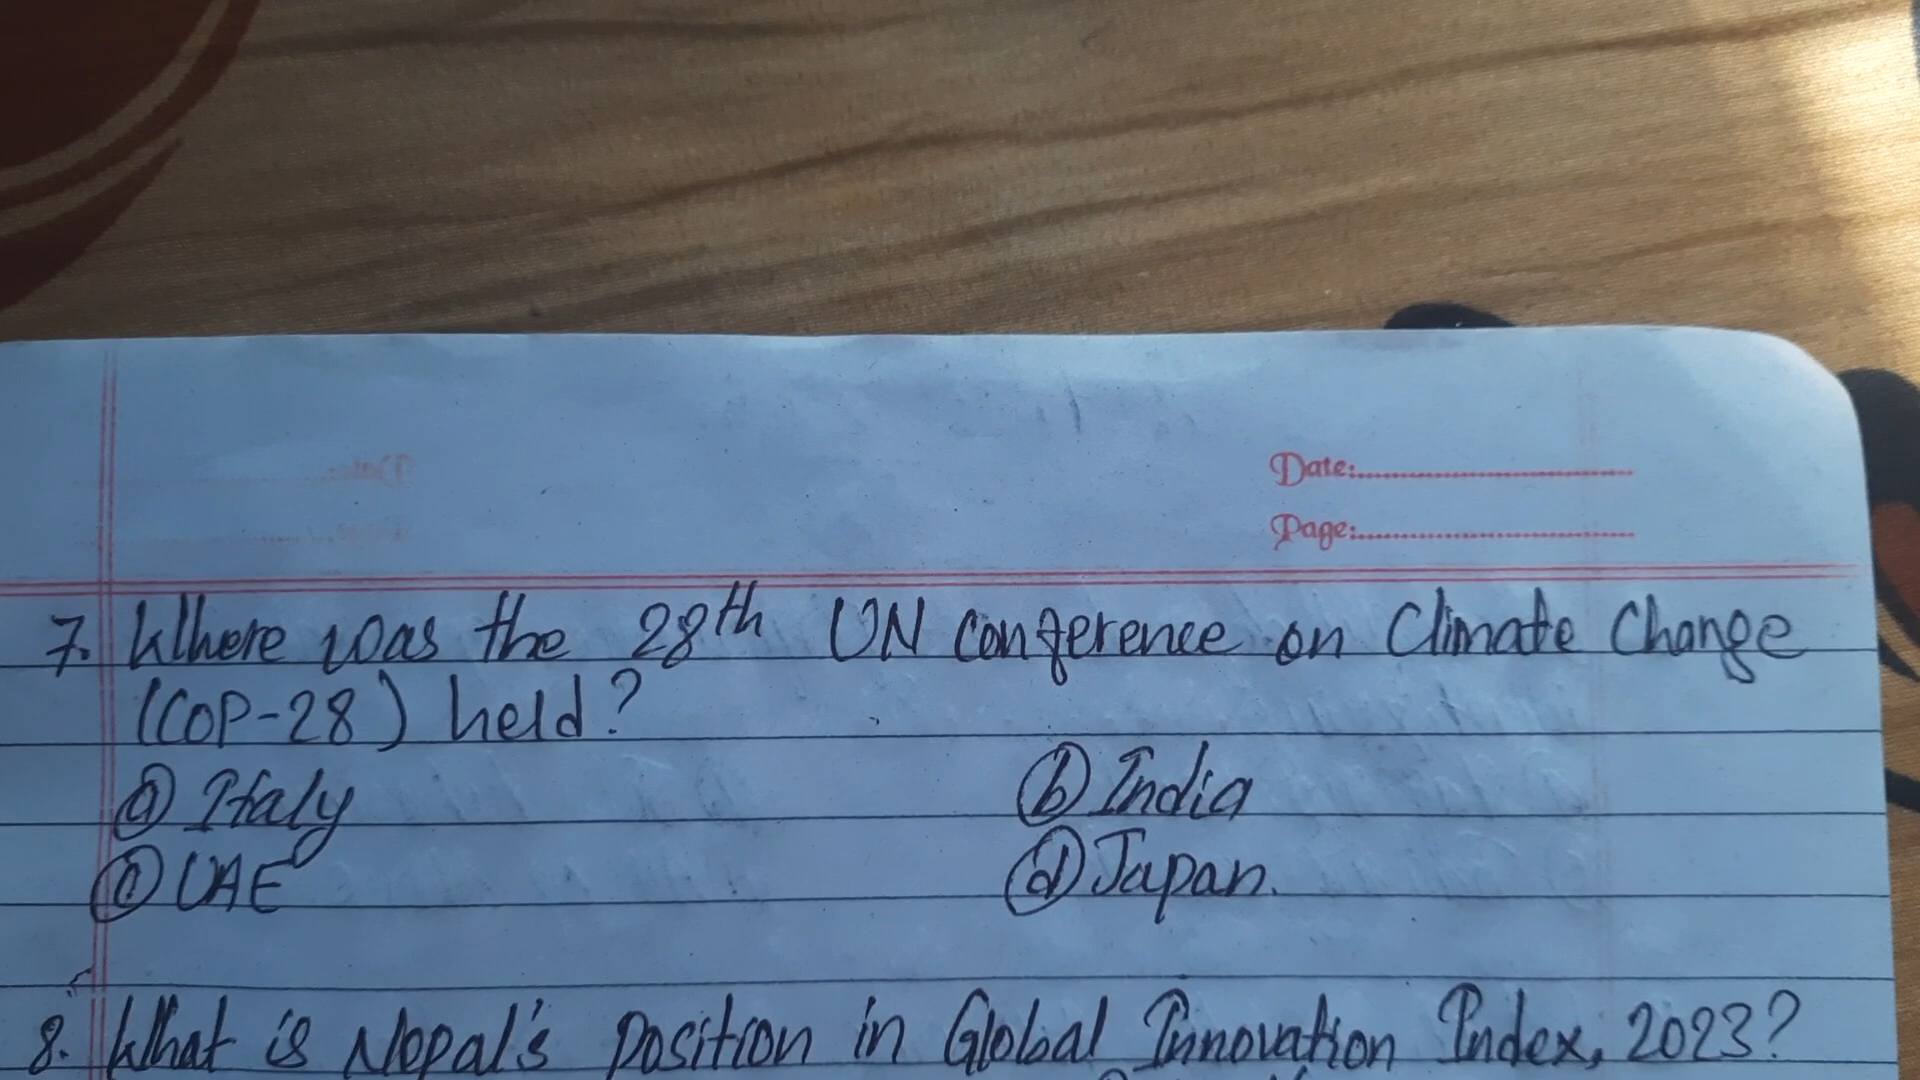 Date:
Page:
7. Where was the 28th UN conference on Climate Change
(COP-28) held?
ⓐ Italy ⓑ India
ⓒ UAE ⓓ Japan.
8. What is Nepal's position in Global Innovation Index, 2023?